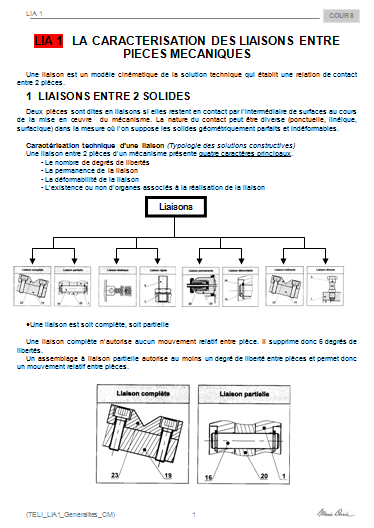 LIA 1
COUR 8
LIA 1 LA CARACTERISATION DES LIAISONS ENTRE
PIECES MECANIQUES
Une liaison est un modèle cinématique de la solution technique qui établit une relation de contact
entre 2 pièces.
1 LIAISONS ENTRE 2 SOLIDES
Deux pièces sont dites en liaisons si elles restent en contact par l'intermédiaire de surfaces au cours
de la mise en œuvre du mécanisme. La nature du contact peut être diverse (ponctuelle, linéique,
surfacique) dans la mesure où l'on suppose les solides géométriquement parfaits et indéformables.
Caractérisation technique d'une liaison (Typologie des solutions constructives)
Une liaison entre 2 pièces d'un mécanisme présente quatre caractères principaux.
- Le nombre de degrés de libertés
- La permanence de la liaison
- La déformabilité de la liaison
- L'existence ou non d'organes associés à la réalisation de la liaison
Liaisons
Liaison complète
Liaison partielle
Liaison élastique
Liaison rigide
Liaison permanente
Liaison démontable
Liaison indirecte
Liaison directe
•Une liaison est soit complète, soit partielle
Une liaison complète n'autorise aucun mouvement relatif entre pièce. Il supprime donc 6 degrés de
libertés.
Un assemblage à liaison partielle autorise au moins un degré de liberté entre pièces et permet donc
un mouvement relatif entre pièces.
Liaison complète
Liaison partielle
23 19
16 20 1
(TELI_LIA1_Generalites_CM)
1